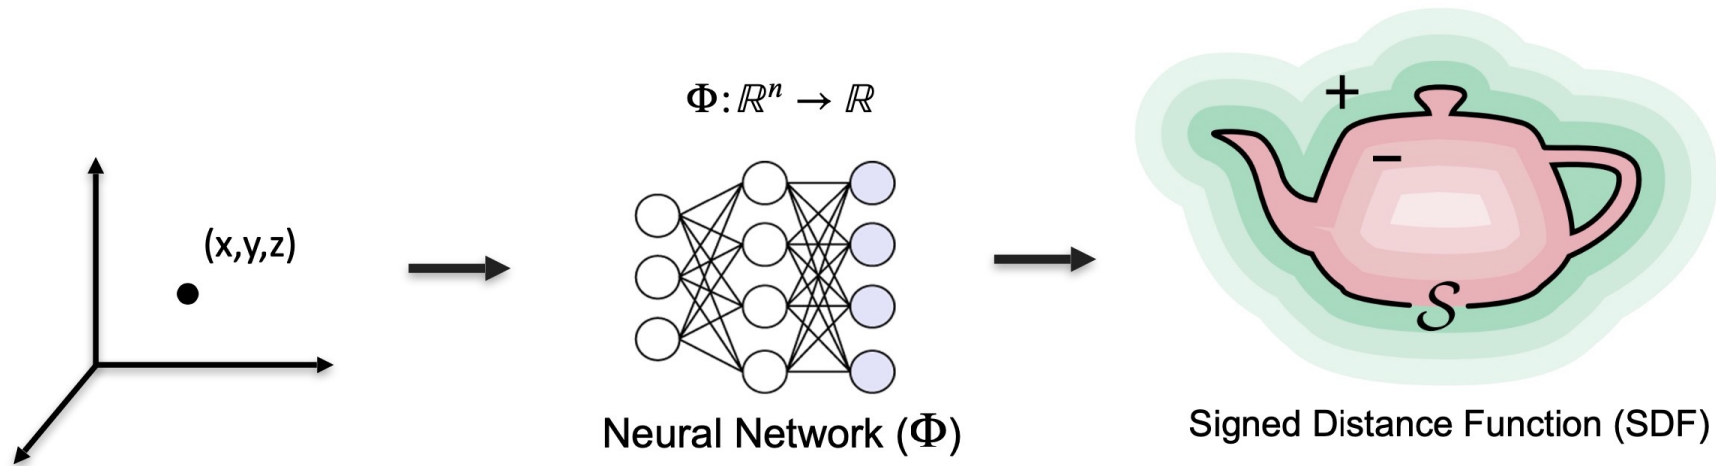 (x,y,z)
Φ: ℝⁿ → ℝ
Neural Network (Φ)
+
−
𝒮
Signed Distance Function (SDF)